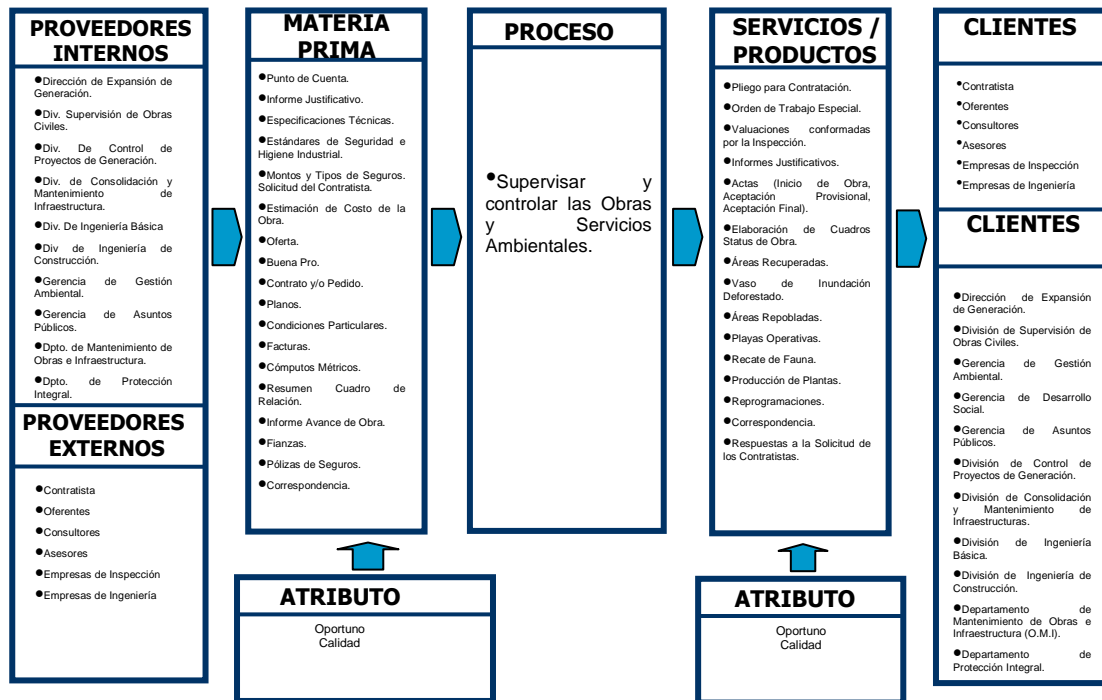 PROVEEDORES
INTERNOS
●Dirección de Expansión de
Generación.
●Div. Supervisión de Obras
Civiles.
●Div. De Control de
Proyectos de Generación.
●Div. de Consolidación y
Mantenimiento de
Infraestructura.
●Div. De Ingeniería Básica
●Div de Ingeniería de
Construcción.
●Gerencia de Gestión
Ambiental.
●Gerencia de Asuntos
Públicos.
●Dpto. de Mantenimiento de
Obras e Infraestructura.
●Dpto. de Protección
Integral.
PROVEEDORES
EXTERNOS
●Contratista
●Oferentes
●Consultores
●Asesores
●Empresas de Inspección
●Empresas de Ingeniería
MATERIA
PRIMA
●Punto de Cuenta.
●Informe Justificativo.
●Especificaciones Técnicas.
●Estándares de Seguridad e
Higiene Industrial.
●Montos y Tipos de Seguros.
Solicitud del Contratista.
●Estimación de Costo de la
Obra.
●Oferta.
●Buena Pro.
●Contrato y/o Pedido.
●Planos.
●Condiciones Particulares.
●Facturas.
●Cómputos Métricos.
●Resumen Cuadro de
Relación.
●Informe Avance de Obra.
●Fianzas.
●Pólizas de Seguros.
●Correspondencia.
ATRIBUTO
Oportuno
Calidad
PROCESO
●Supervisar y
controlar las Obras
y Servicios
Ambientales.
SERVICIOS /
PRODUCTOS
●Pliego para Contratación.
●Orden de Trabajo Especial.
●Valuaciones conformadas
por la Inspección.
●Informes Justificativos.
●Actas (Inicio de Obra,
Aceptación Provisional,
Aceptación Final).
●Elaboración de Cuadros
Status de Obra.
●Áreas Recuperadas.
●Vaso de Inundación
Deforestado.
●Áreas Repobladas.
●Playas Operativas.
●Recate de Fauna.
●Producción de Plantas.
●Reprogramaciones.
●Correspondencia.
●Respuestas a la Solicitud de
los Contratistas.
ATRIBUTO
Oportuno
Calidad
CLIENTES
●Contratista
●Oferentes
●Consultores
●Asesores
●Empresas de Inspección
●Empresas de Ingeniería
CLIENTES
●Dirección de Expansión
de Generación.
●División de Supervisión de
Obras Civiles.
●Gerencia de Gestión
Ambiental.
●Gerencia de Desarrollo
Social.
●Gerencia de Asuntos
Públicos.
●División de Control de
Proyectos de Generación.
●División de Consolidación
y Mantenimiento de
Infraestructuras.
●División de Ingeniería
Básica.
●División de Ingeniería de
Construcción.
●Departamento de
Mantenimiento de Obras e
Infraestructura (O.M.I).
●Departamento de
Protección Integral.